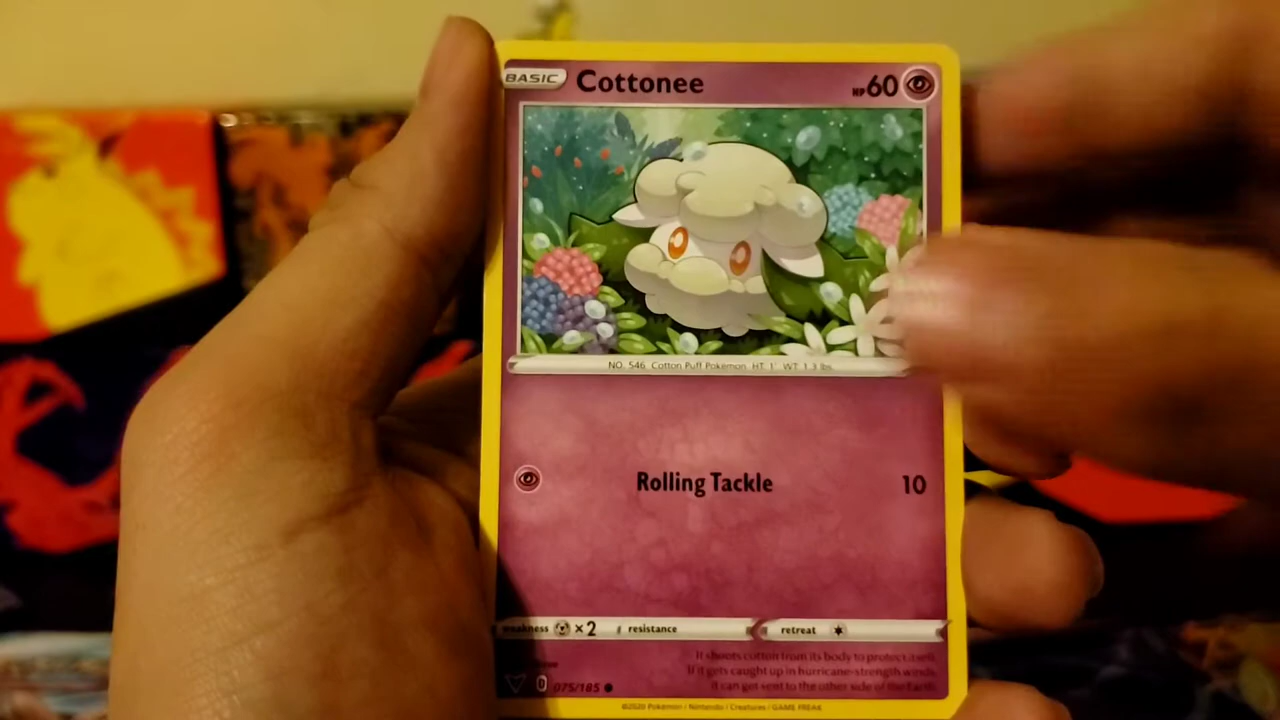 BASIC Cottonee HP 60
NO. 546 Cotton Puff Pokémon HT: 1' WT: 1.3 lbs.
Rolling Tackle 10
weakness ×2 resistance retreat
It shoots cotton from its body to protect itself.
If it gets caught up in hurricane-strength winds,
it can get sent to the other side of the Earth.
075/185
©2020 Pokémon / Nintendo / Creatures / GAME FREAK